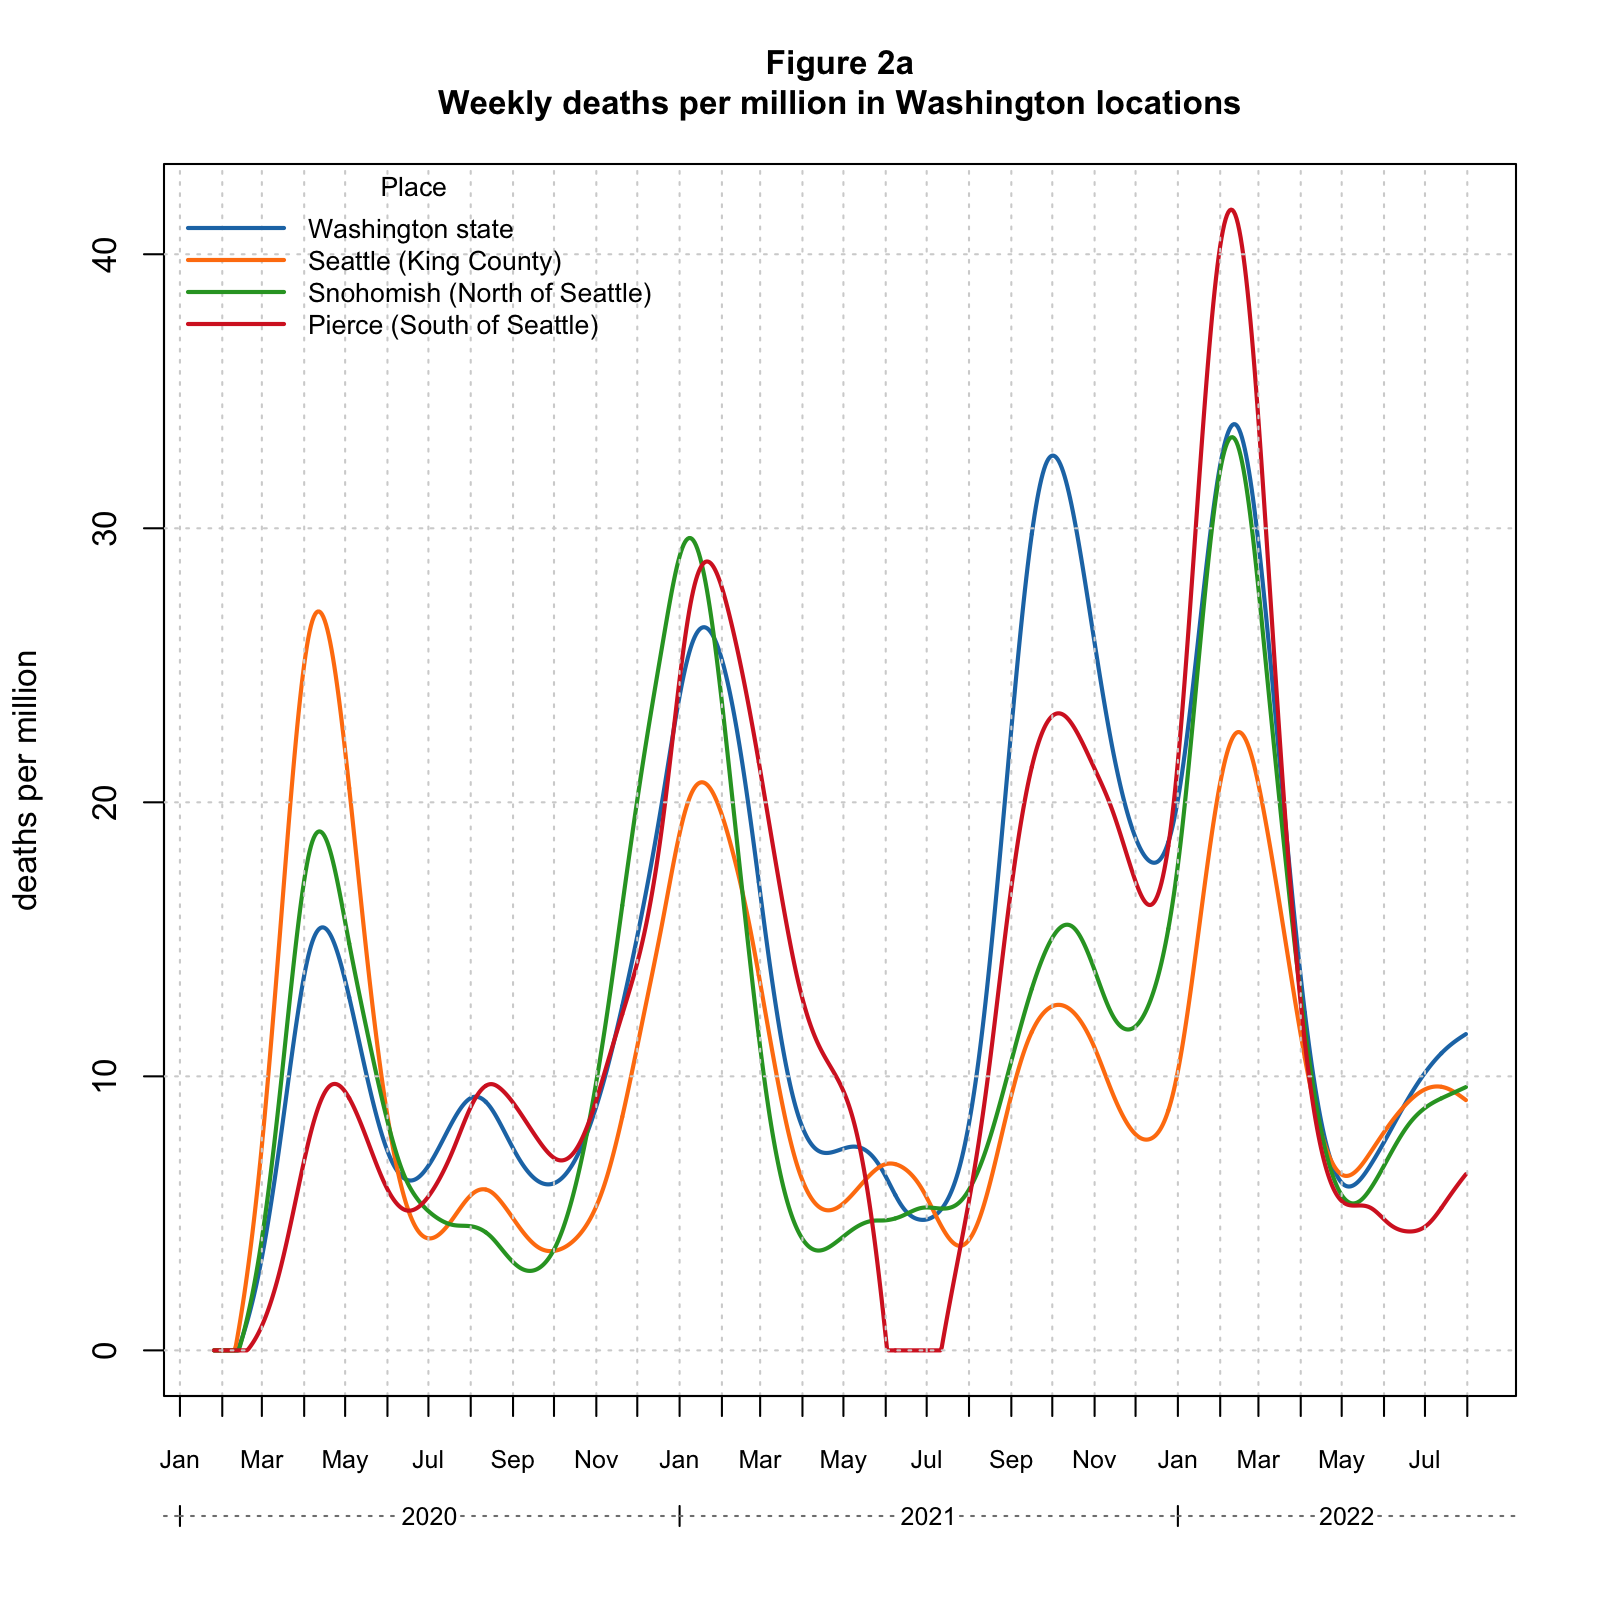 Figure 2a
Weekly deaths per million in Washington locations
Place
Washington state
Seattle (King County)
Snohomish (North of Seattle)
Pierce (South of Seattle)
deaths per million
40
30
20
10
0
Jan Mar May Jul Sep Nov Jan Mar May Jul Sep Nov Jan Mar May Jul
2020 2021 2022